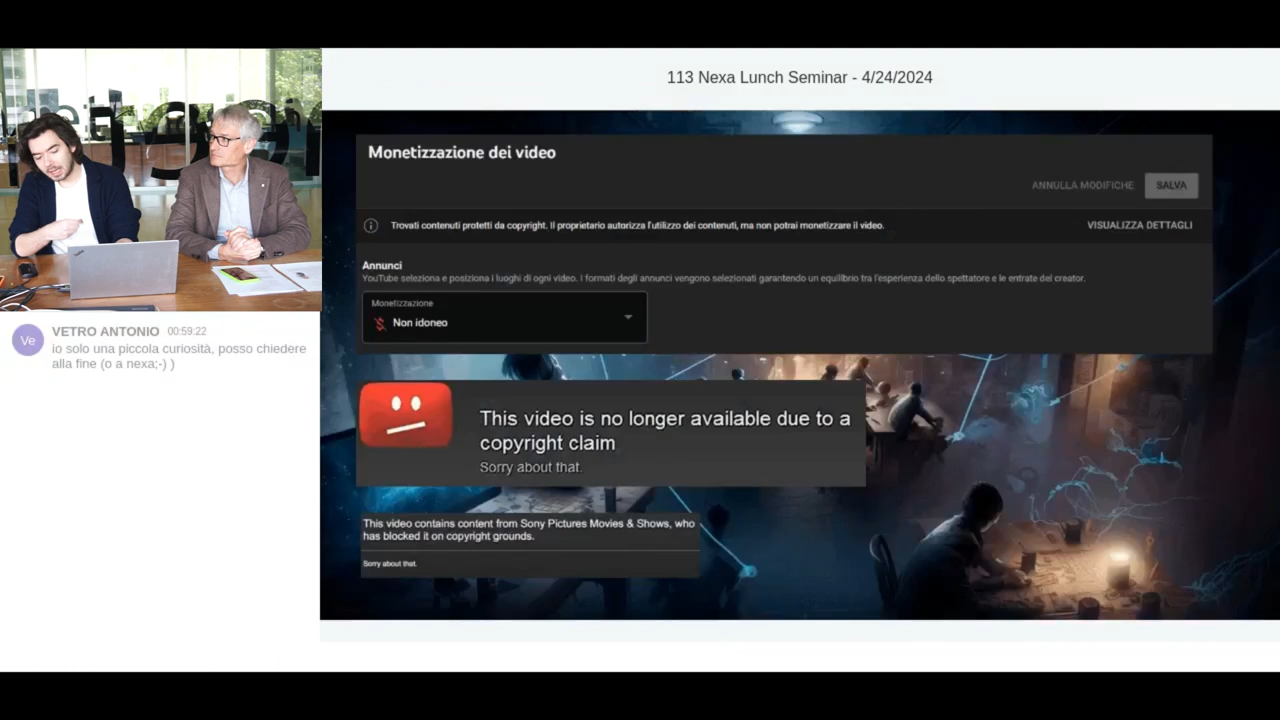 113 Nexa Lunch Seminar - 4/24/2024
Monetizzazione dei video
ANNULLA MODIFICHE
SALVA
Trovati contenuti protetti da copyright. Il proprietario autorizza l'utilizzo dei contenuti, ma non potrai monetizzare il video.
VISUALIZZA DETTAGLI
Annunci
YouTube seleziona e posiziona i luoghi di ogni video. I formati degli annunci vengono selezionati garantendo un equilibrio tra l'esperienza dello spettatore e le entrate del creator.
Monetizzazione
Non idoneo
This video is no longer available due to a
copyright claim
Sorry about that.
This video contains content from Sony Pictures Movies & Shows, who
has blocked it on copyright grounds.
Sorry about that.
Ve
VETRO ANTONIO 00:59:22
io solo una piccola curiosità, posso chiedere
alla fine (o a nexa;-) )